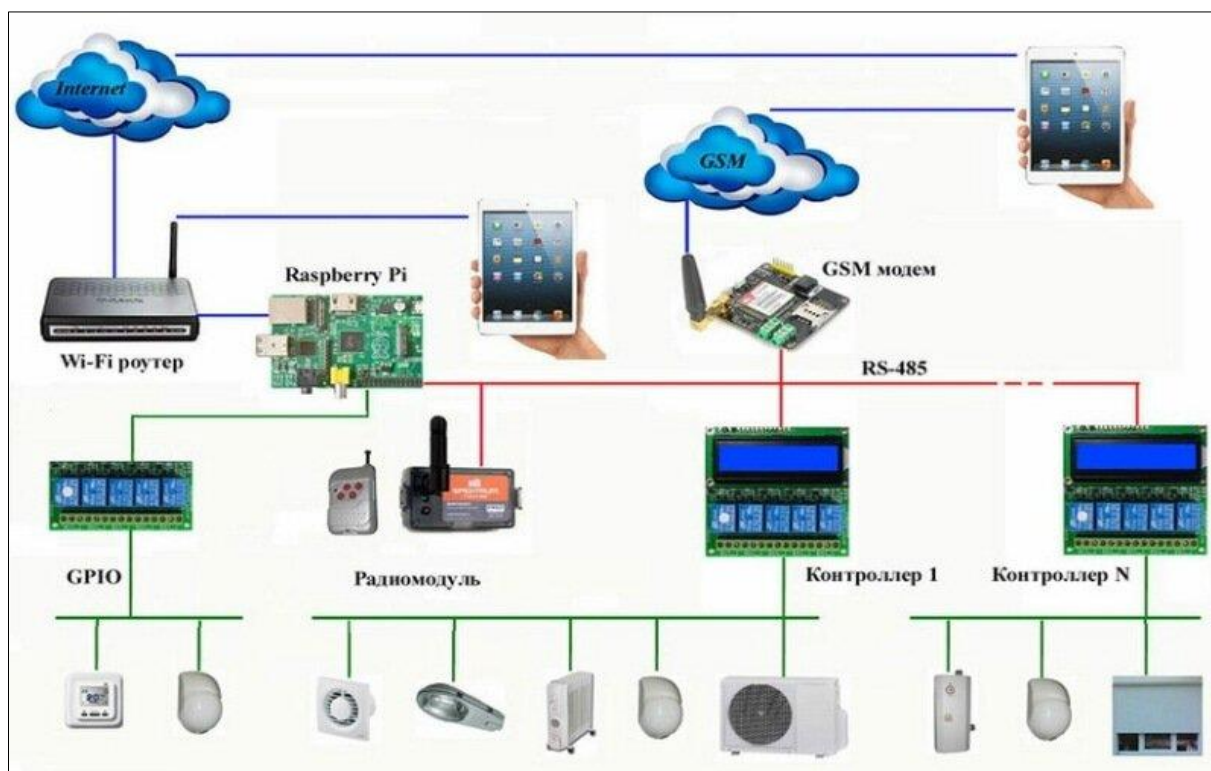 Internet
GSM
GSM модем
Raspberry Pi
Wi-Fi роутер
RS-485
GPIO
Радиомодуль
Контроллер 1
Контроллер N